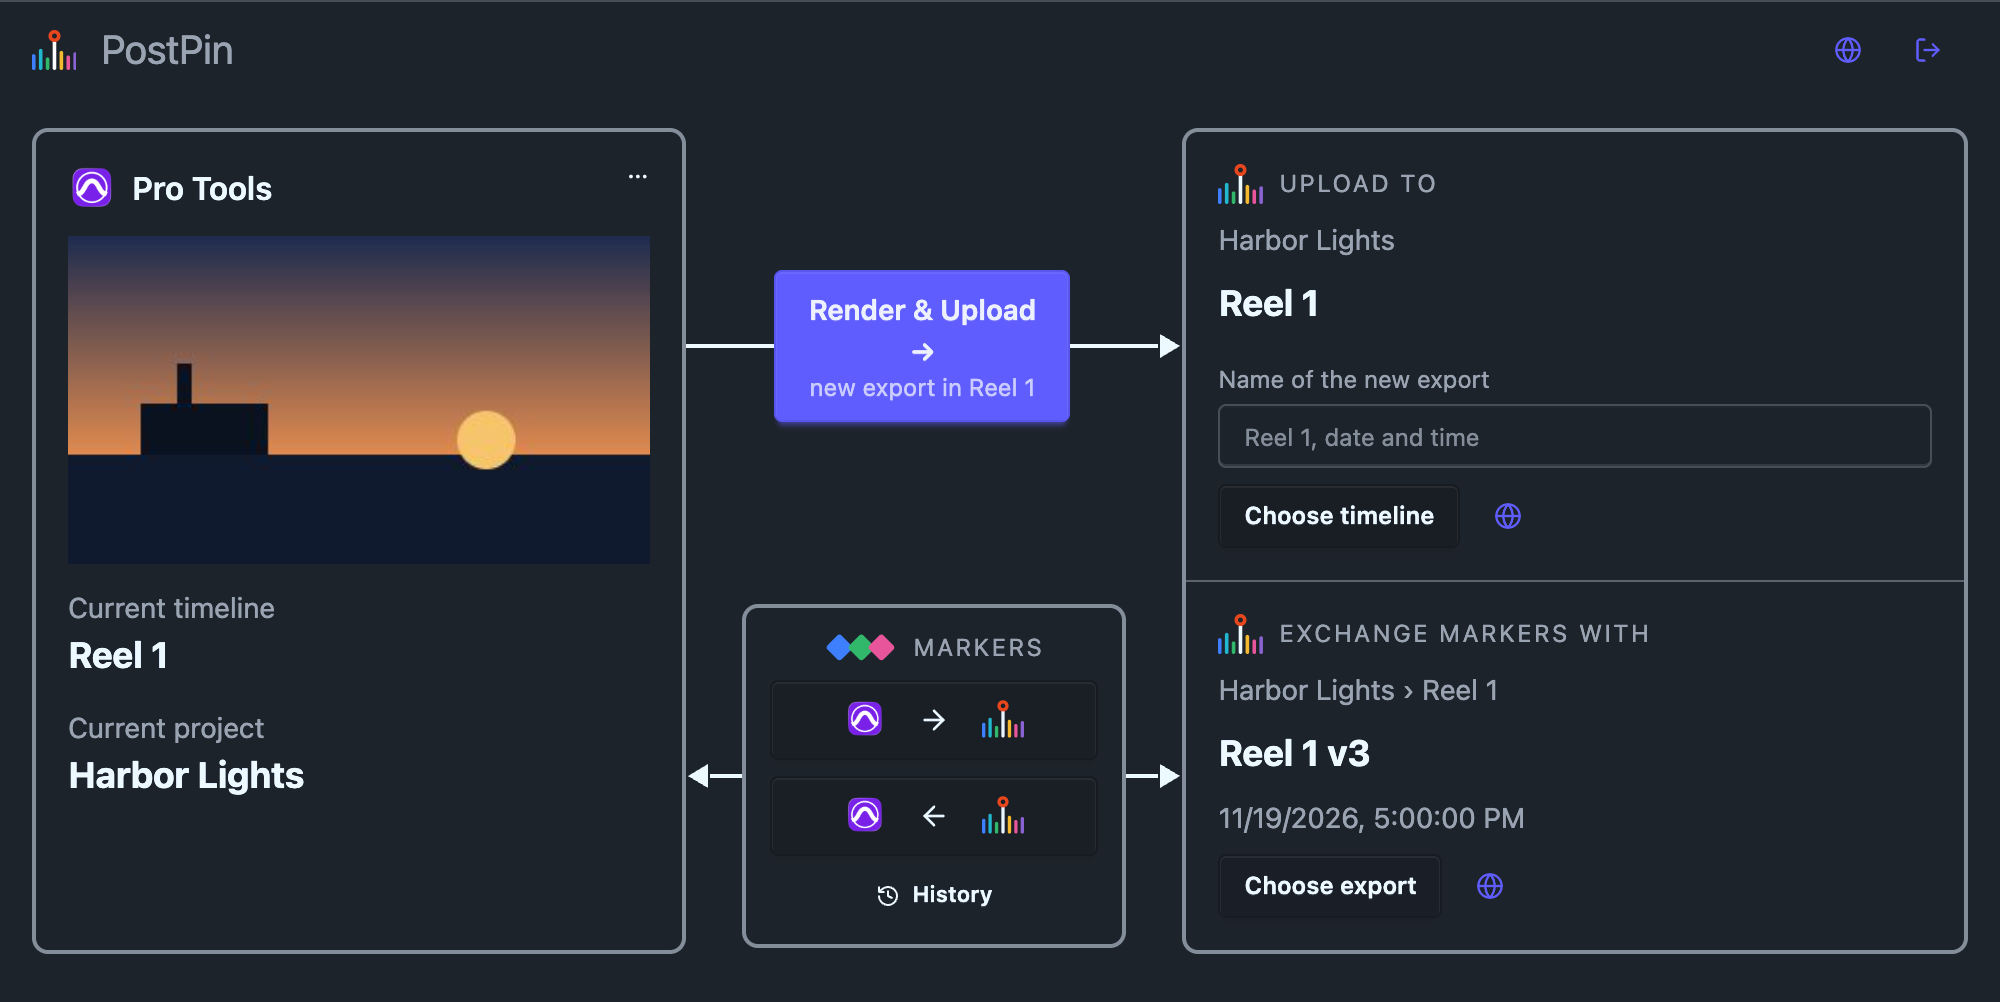 PostPin
Pro Tools
...
Current timeline
Reel 1
Current project
Harbor Lights
Render & Upload
new export in Reel 1
MARKERS
History
UPLOAD TO
Harbor Lights
Reel 1
Name of the new export
Reel 1, date and time
Choose timeline
EXCHANGE MARKERS WITH
Harbor Lights › Reel 1
Reel 1 v3
11/19/2026, 5:00:00 PM
Choose export